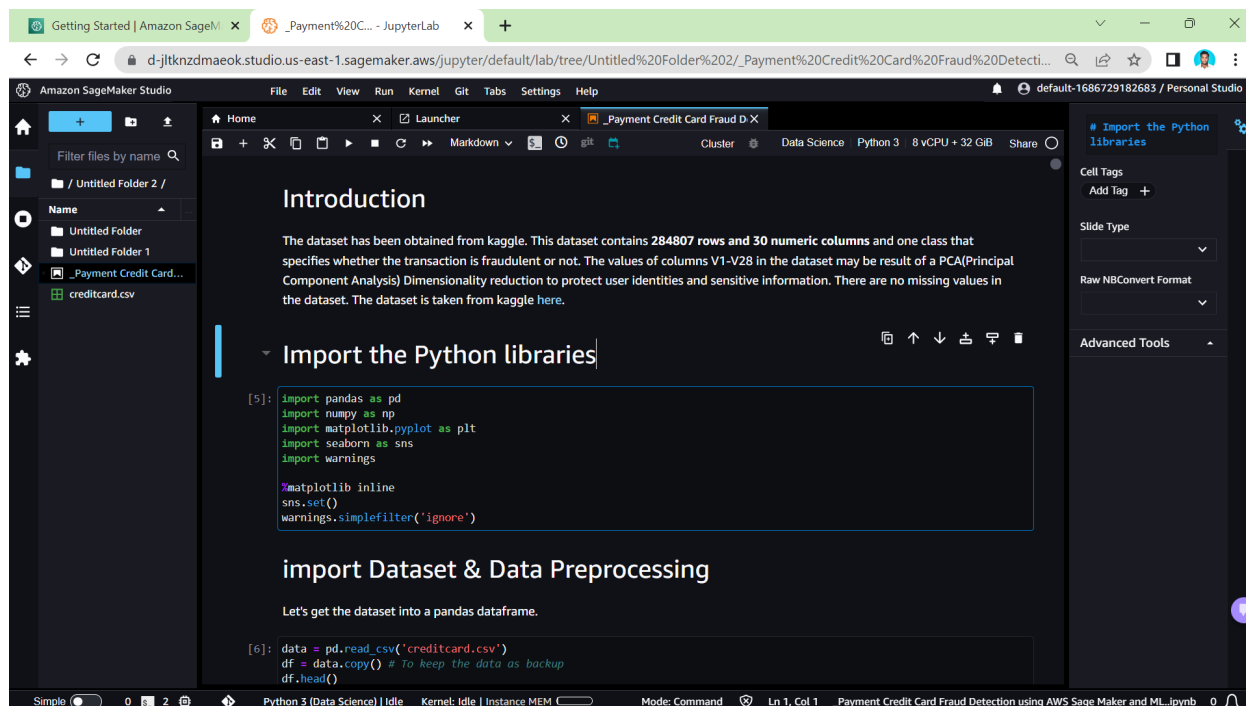 Getting Started | Amazon SageM
_Payment%20C... - JupyterLab
d-jltknzdmaeok.studio.us-east-1.sagemaker.aws/jupyter/default/lab/tree/Untitled%20Folder%202/_Payment%20Credit%20Card%20Fraud%20Detecti...
Amazon SageMaker Studio File Edit View Run Kernel Git Tabs Settings Help default-1686729182683 / Personal Studio
Home Launcher _Payment Credit Card Fraud D
Markdown git Cluster Data Science Python 3 8 vCPU + 32 GiB Share
Filter files by name
/ Untitled Folder 2 /
Name
Untitled Folder
Untitled Folder 1
_Payment Credit Card...
creditcard.csv
Introduction
The dataset has been obtained from kaggle. This dataset contains 284807 rows and 30 numeric columns and one class that
specifies whether the transaction is fraudulent or not. The values of columns V1-V28 in the dataset may be result of a PCA(Principal
Component Analysis) Dimensionality reduction to protect user identities and sensitive information. There are no missing values in
the dataset. The dataset is taken from kaggle here.
Import the Python libraries
[5]: import pandas as pd
import numpy as np
import matplotlib.pyplot as plt
import seaborn as sns
import warnings
%matplotlib inline
sns.set()
warnings.simplefilter('ignore')
import Dataset & Data Preprocessing
Let's get the dataset into a pandas dataframe.
[6]: data = pd.read_csv('creditcard.csv')
df = data.copy() # To keep the data as backup
df.head()
# Import the Python
libraries
Cell Tags
Add Tag +
Slide Type
Raw NBConvert Format
Advanced Tools
Simple 0 $_ 2 Python 3 (Data Science) | Idle Kernel: Idle | Instance MEM Mode: Command Ln 1, Col 1 Payment Credit Card Fraud Detection using AWS Sage Maker and ML..ipynb 0